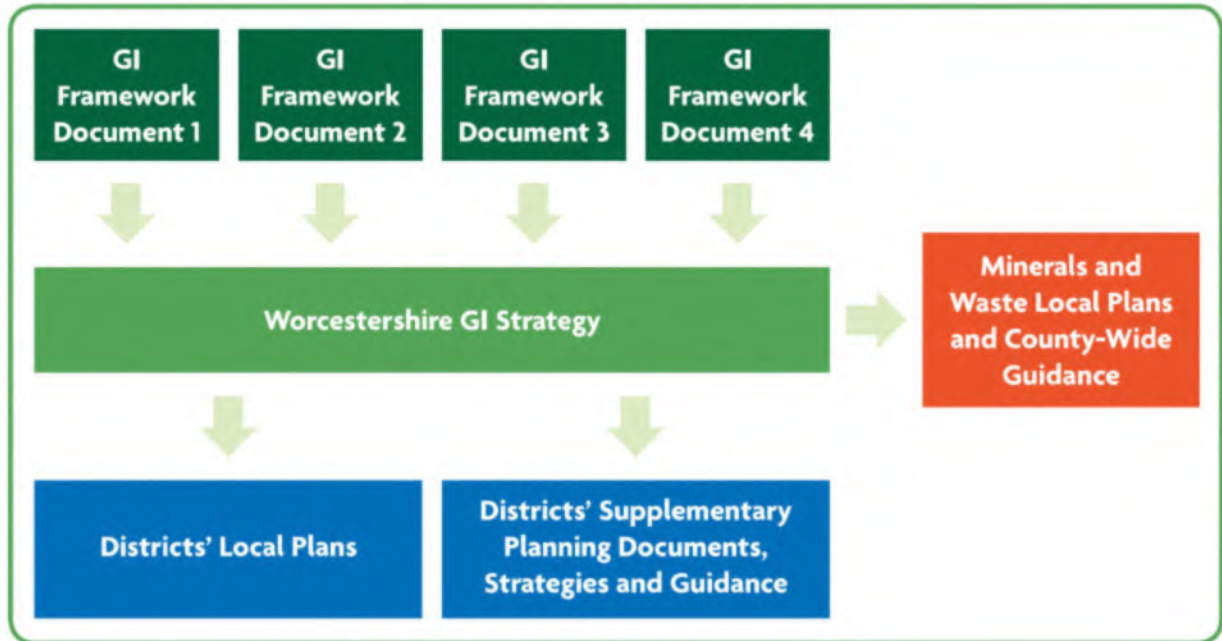 GI
Framework
Document 1
GI
Framework
Document 2
GI
Framework
Document 3
GI
Framework
Document 4
Worcestershire GI Strategy
Minerals and
Waste Local Plans
and County-Wide
Guidance
Districts’ Local Plans
Districts’ Supplementary
Planning Documents,
Strategies and Guidance